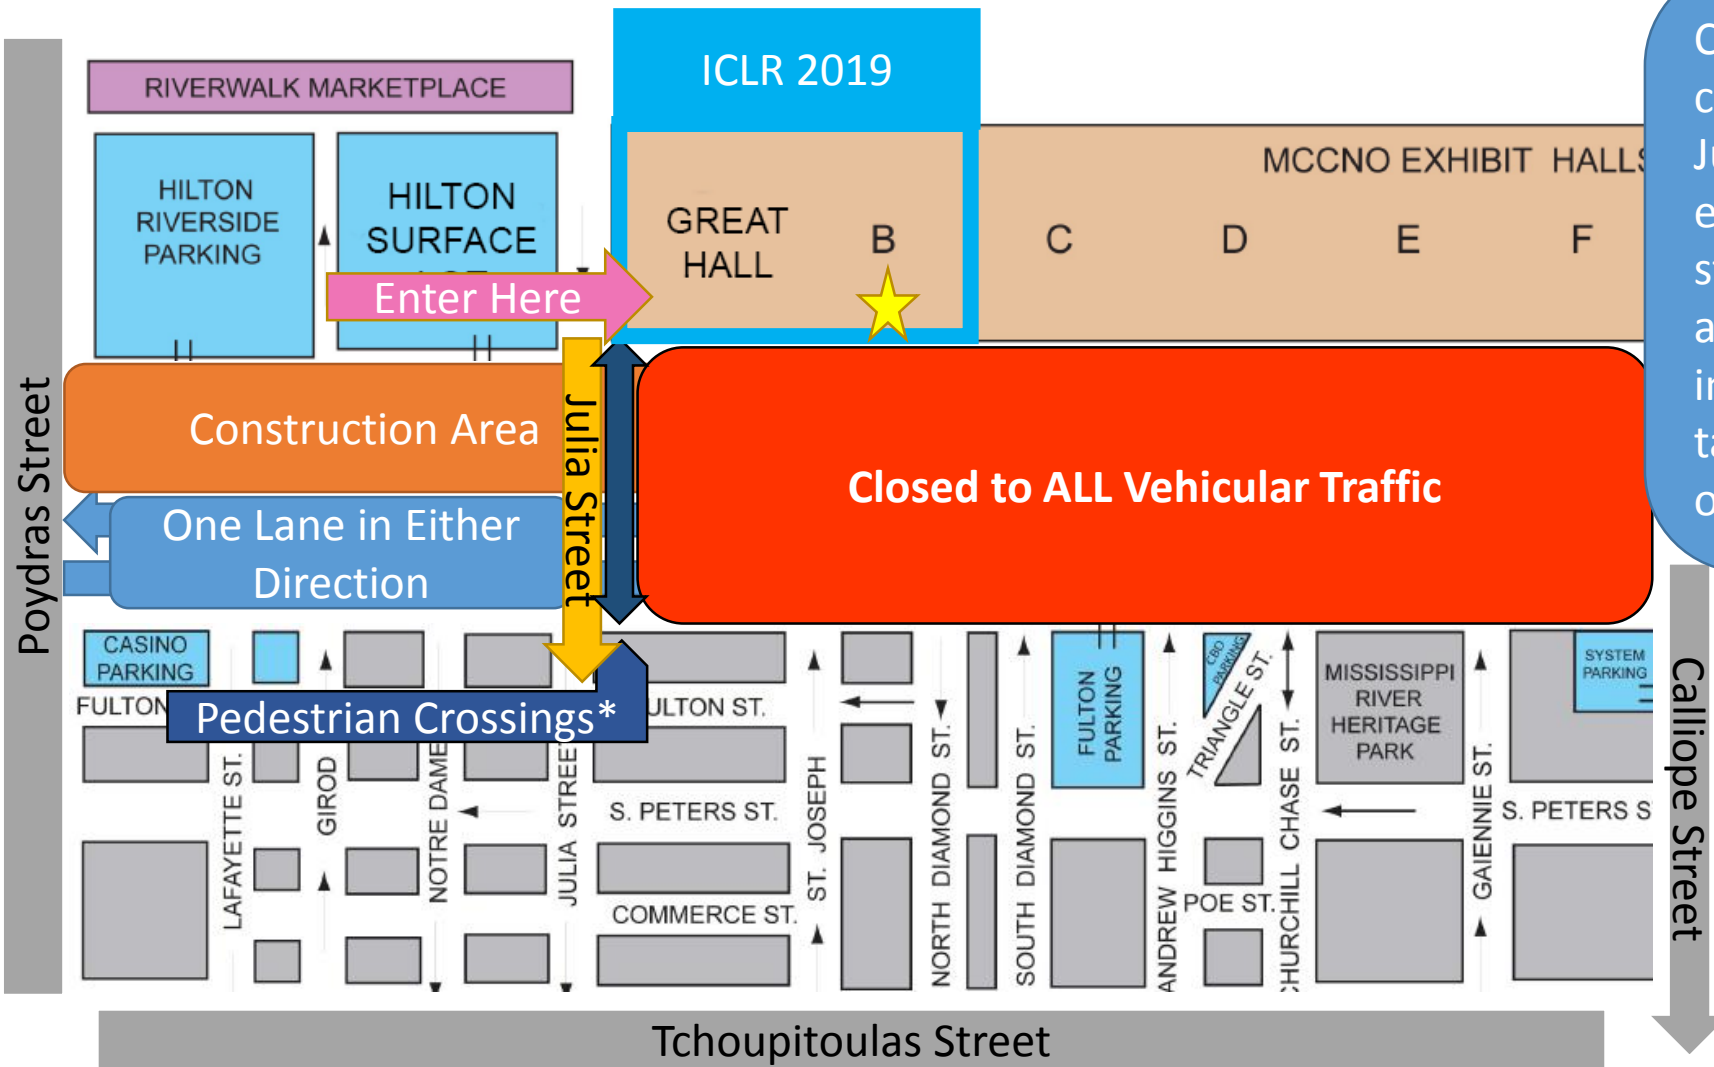 ICLR 2019
RIVERWALK MARKETPLACE
HILTON
RIVERSIDE
PARKING
HILTON
SURFACE
GREAT
HALL
B
C
D
E
F
MCCNO EXHIBIT HALLS
Enter Here
Construction Area
One Lane in Either
Direction
Julia Street
Closed to ALL Vehicular Traffic
Poydras Street
CASINO
PARKING
FULTON
Pedestrian Crossings*
ULTON ST.
LAFAYETTE ST.
GIROD
NOTRE DAME
JULIA STREET
S. PETERS ST.
COMMERCE ST.
ST. JOSEPH
NORTH DIAMOND ST.
SOUTH DIAMOND ST.
FULTON
PARKING
ANDREW HIGGINS ST.
CBD
PARKING
TRIANGLE ST.
POE ST.
CHURCHILL CHASE ST.
MISSISSIPPI
RIVER
HERITAGE
PARK
GAIENNIE ST.
SYSTEM
PARKING
S. PETERS S
Calliope Street
Tchoupitoulas Street